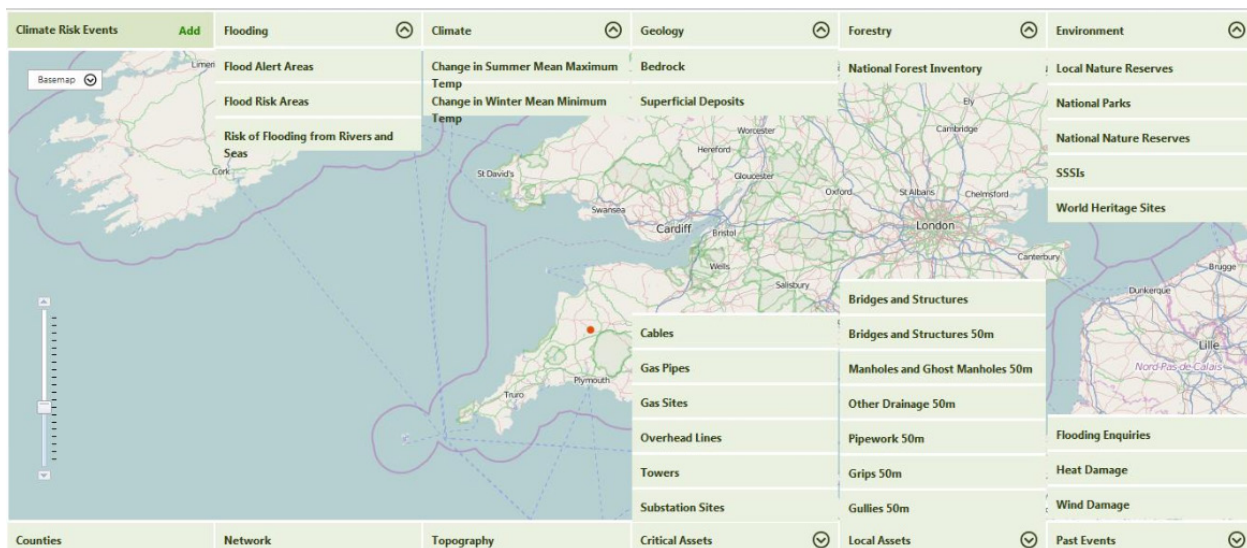 Climate Risk Events Add
Flooding
Climate
Geology
Forestry
Environment
Basemap
Flood Alert Areas
Flood Risk Areas
Risk of Flooding from Rivers and
Seas
Change in Summer Mean Maximum
Temp
Change in Winter Mean Minimum
Temp
Bedrock
Superficial Deposits
National Forest Inventory
Local Nature Reserves
National Parks
National Nature Reserves
SSSIs
World Heritage Sites
Limer
Cork
St David's
Swansea
Cardiff
Worcester
Hereford
Gloucester
Bristol
Wells
Salisbury
Oxford
St Albans
Ely
Cambridge
Chelmsford
London
Canterbury
Brugge
Dunkerque
Lille
Nord-Pas-de-Calais
Plymouth
Truro
Cables
Gas Pipes
Gas Sites
Overhead Lines
Towers
Substation Sites
Bridges and Structures
Bridges and Structures 50m
Manholes and Ghost Manholes 50m
Other Drainage 50m
Pipework 50m
Grips 50m
Gullies 50m
Flooding Enquiries
Heat Damage
Wind Damage
Counties
Network
Topography
Critical Assets
Local Assets
Past Events